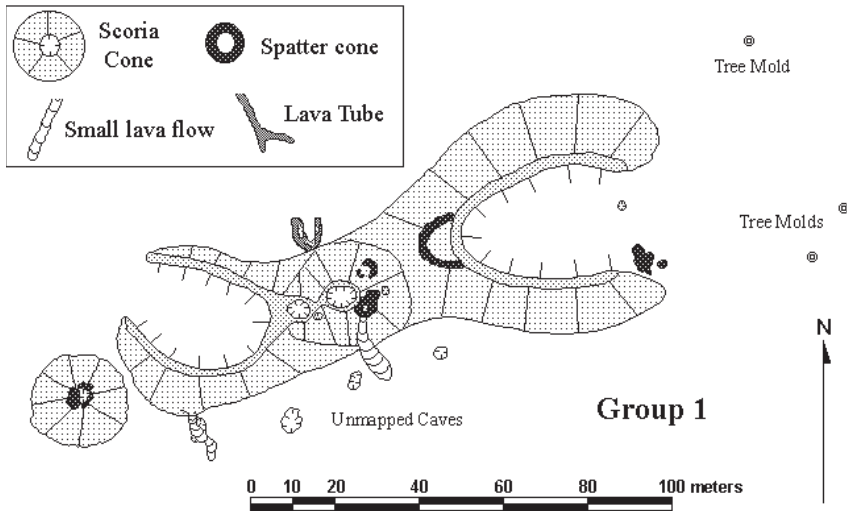 Scoria
Cone
Spatter cone
Small lava flow
Lava Tube
Tree Mold
Tree Molds
N
Unmapped Caves
Group 1
0 10 20 40 60 80 100 meters